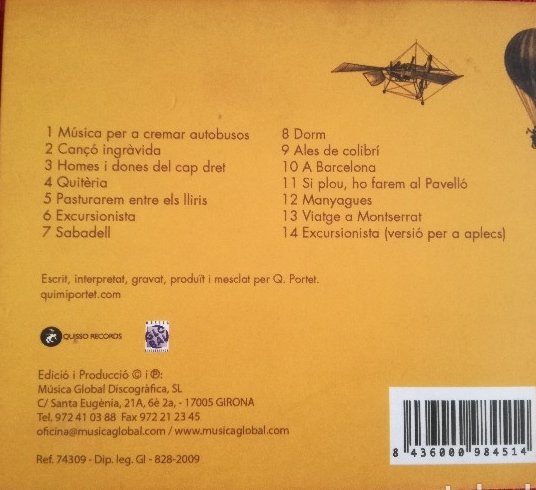 1 Música per a cremar autobusos
2 Cançó ingràvida
3 Homes i dones del cap dret
4 Quitèria
5 Pasturarem entre els lliris
6 Excursionista
7 Sabadell
8 Dorm
9 Ales de colibrí
10 A Barcelona
11 Si plou, ho farem al Pavelló
12 Manyagues
13 Viatge a Montserrat
14 Excursionista (versió per a aplecs)
Escrit, interpretat, gravat, produït i mesclat per Q. Portet.
quimiportet.com
QUISSO RECORDS
Edició i Producció © i ℗:
Música Global Discogràfica, SL
C/ Santa Eugènia, 21A, 6è 2a, - 17005 GIRONA
Tel. 972 41 03 88 Fax 972 21 23 45
oficina@musicaglobal.com / www.musicaglobal.com
Ref. 74309 - Dip. leg. GI - 828-2009
8 436000 984514